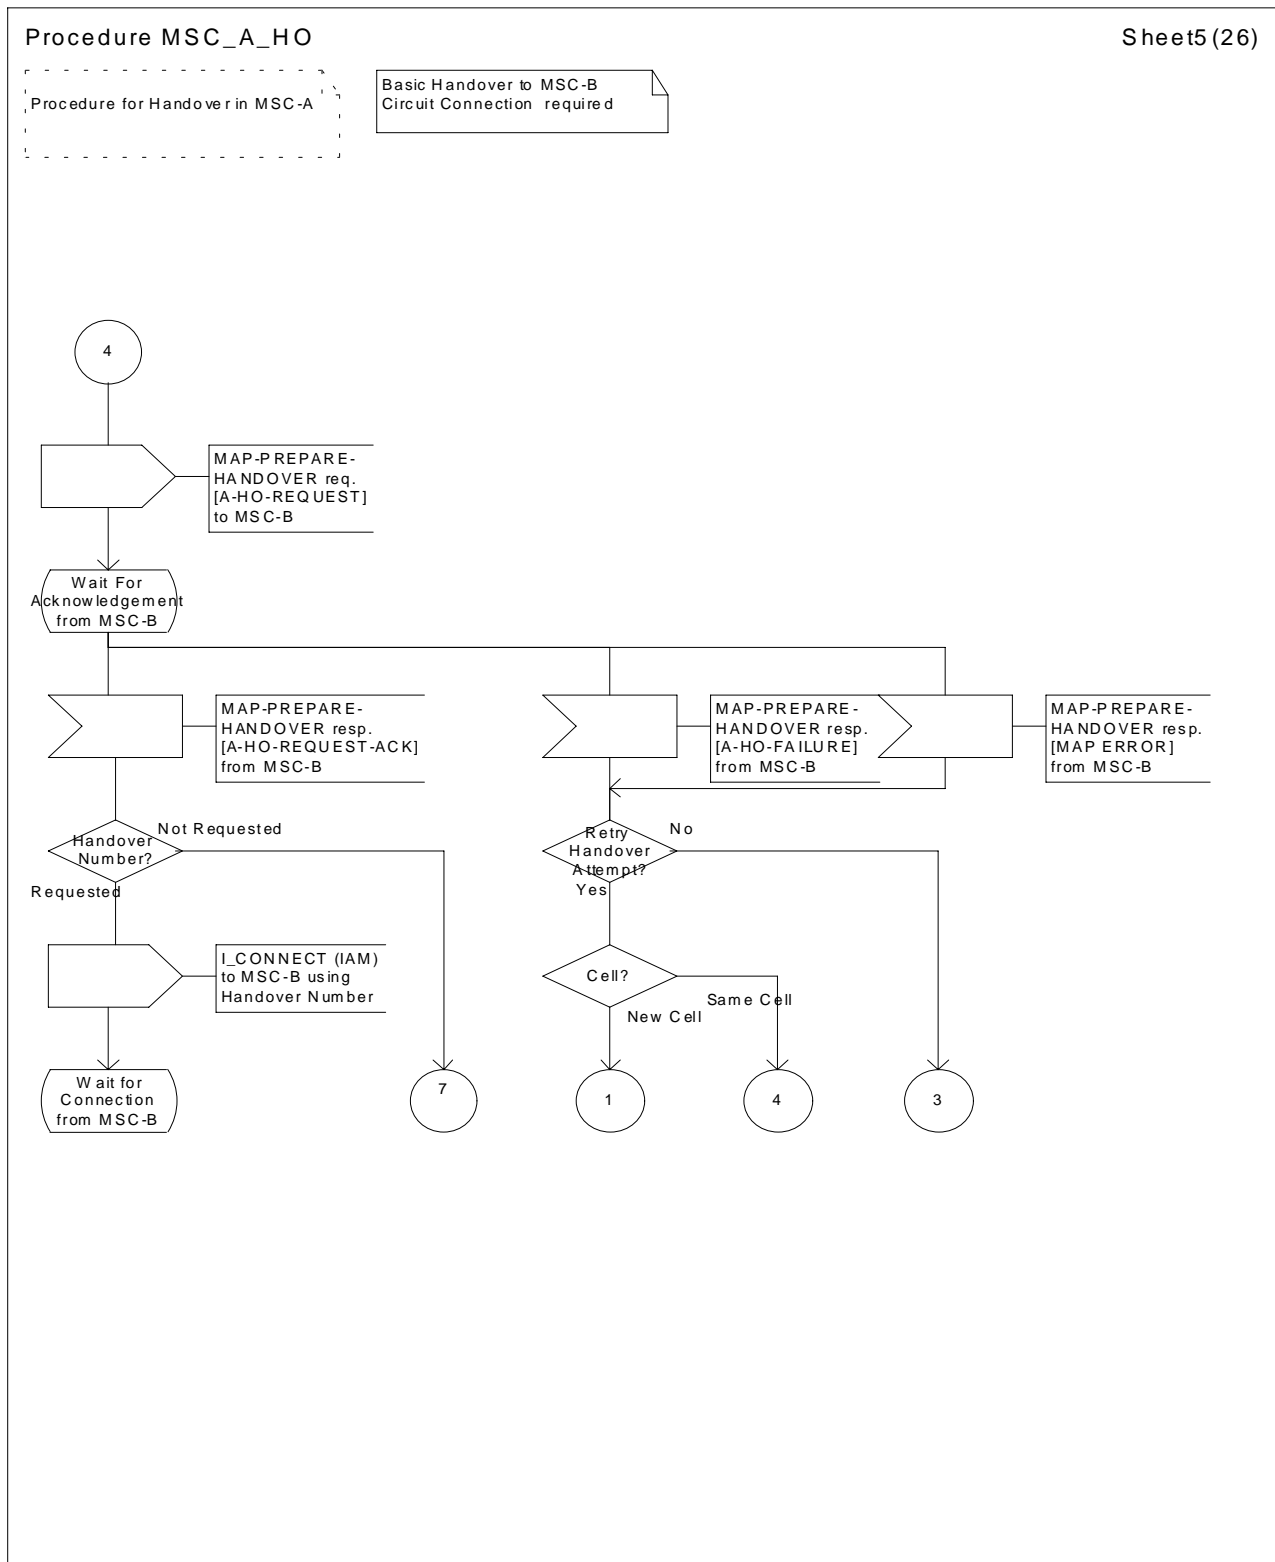 Procedure MSC_A_HO
Sheet5(26)
Procedure for Handover in MSC-A
Basic Handover to MSC-B
Circuit Connection required
4
MAP-PREPARE-
HANDOVER req.
[A-HO-REQUEST]
to MSC-B
Wait For
Acknowledgement
from MSC-B
MAP-PREPARE-
HANDOVER resp.
[A-HO-REQUEST-ACK]
from MSC-B
MAP-PREPARE-
HANDOVER resp.
[A-HO-FAILURE]
from MSC-B
MAP-PREPARE-
HANDOVER resp.
[MAP ERROR]
from MSC-B
Handover
Number?
Not Requested
Requested
Retry
Handover
Attempt?
No
Yes
I_CONNECT (IAM)
to MSC-B using
Handover Number
Cell?
Same Cell
New Cell
Wait for
Connection
from MSC-B
7
1
4
3